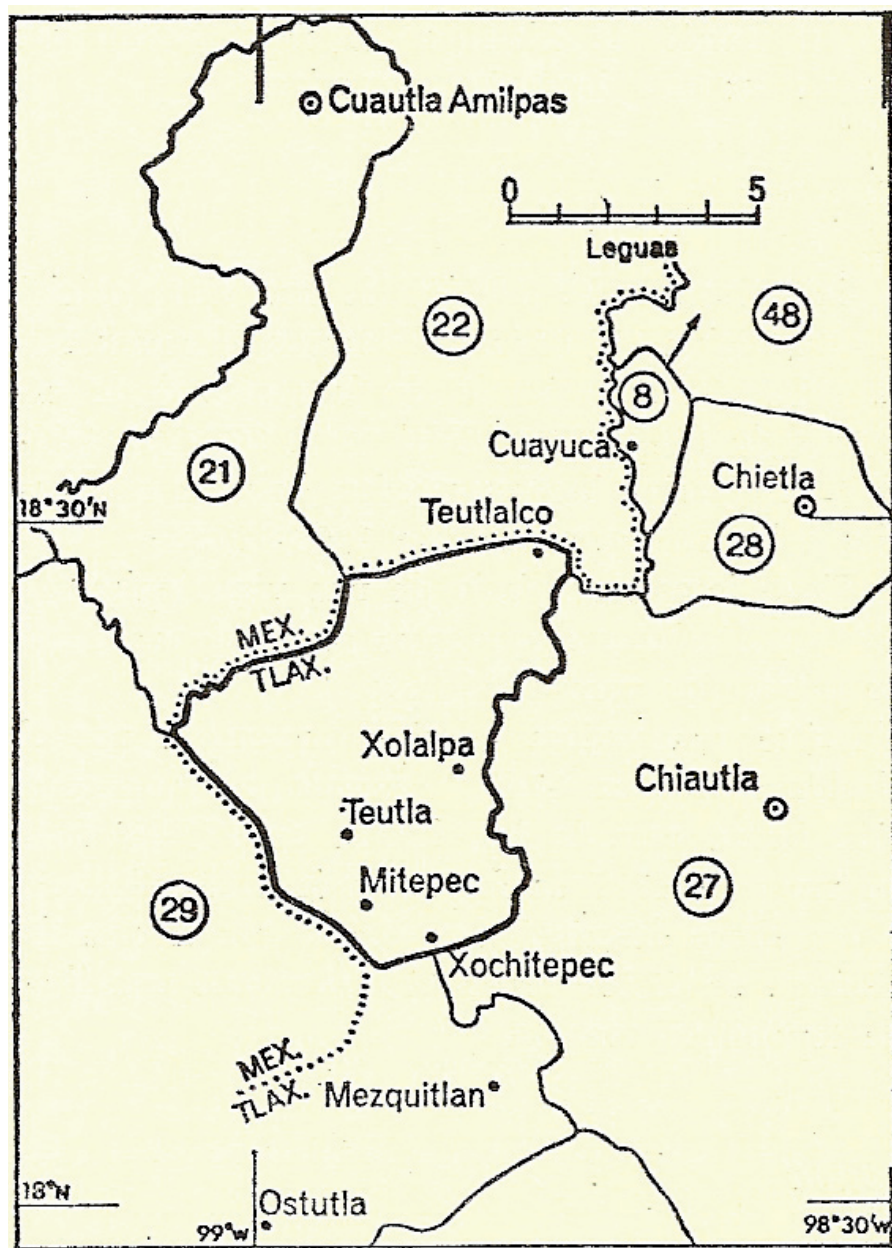 Cuautla Amilpas
0 5
Leguas
22
48
8
Cuayuca
21
Chietla
18°30'N
Teutlalco
28
MEX.
TLAX.
Xolalpa
Chiautla
Teutla
Mitepec
27
29
Xochitepec
MEX.
TLAX.
Mezquitlan
18°N
Ostutla
99°W
98°30'W